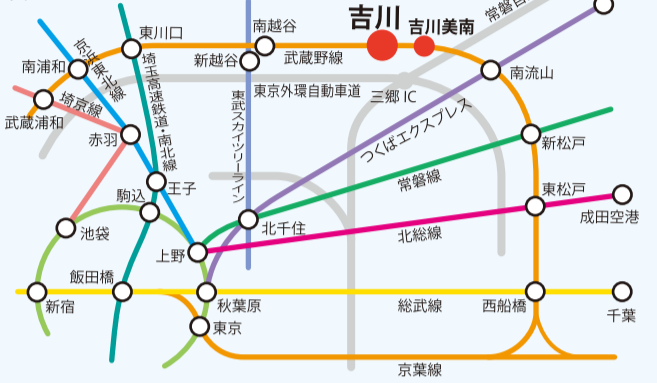 常磐自
吉川
吉川美南
南越谷
東川口
新越谷
武蔵野線
南浦和
京浜東北線
埼京線
武蔵浦和
埼玉高速鉄道・南北線
東武スカイツリーライン
東京外環自動車道
三郷 IC
南流山
つくばエクスプレス
赤羽
新松戸
常磐線
王子
駒込
東松戸
成田空港
池袋
北千住
北総線
上野
飯田橋
新宿
秋葉原
総武線
西船橋
千葉
東京
京葉線